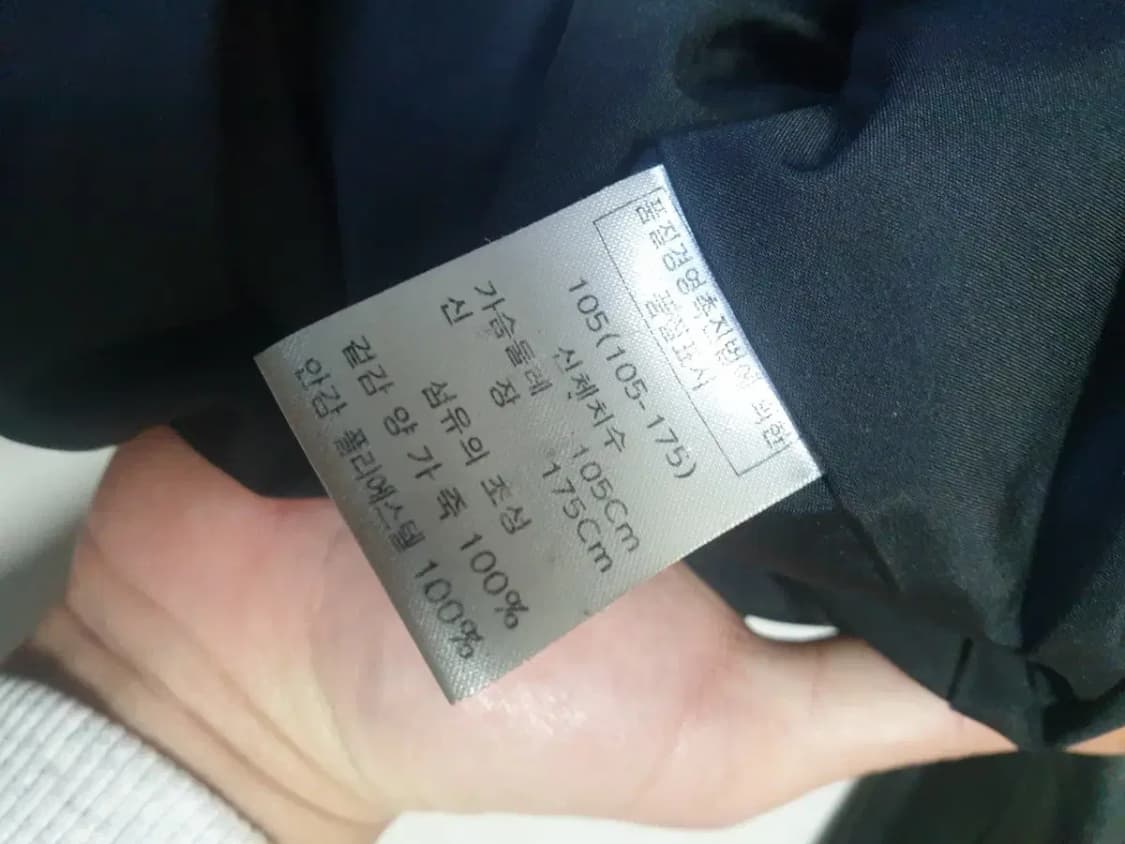 품질경영촉진법에 의한
품질표시
105(105-175)
신체치수
가슴둘레 105Cm
신 장 175Cm
섬유의 조성
겉감 양 가 죽 100%
안감 폴리에스텔 100%